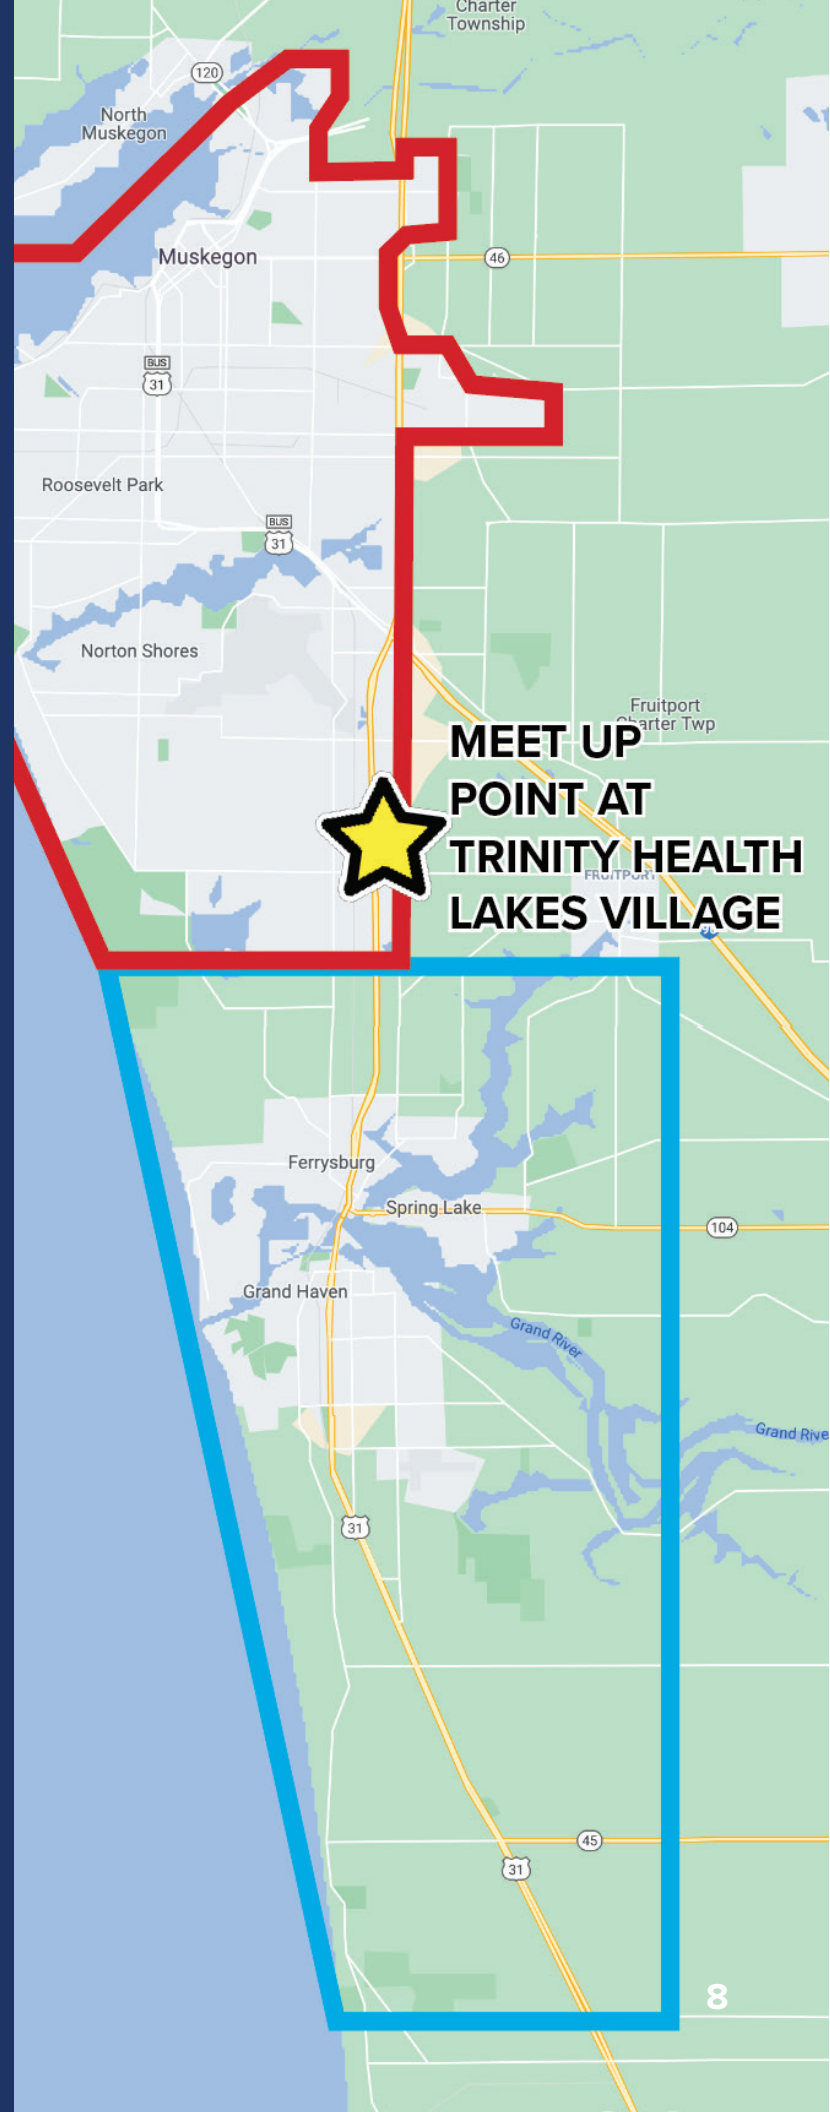 Charter
Township
120
North
Muskegon
Muskegon
46
BUS
31
Roosevelt Park
BUS
31
Norton Shores
Fruitport
Charter Twp
MEET UP
POINT AT
TRINITY HEALTH
LAKES VILLAGE
FRUITPORT
96
Ferrysburg
Spring Lake
104
Grand Haven
Grand River
Grand Rive
31
45
31
8